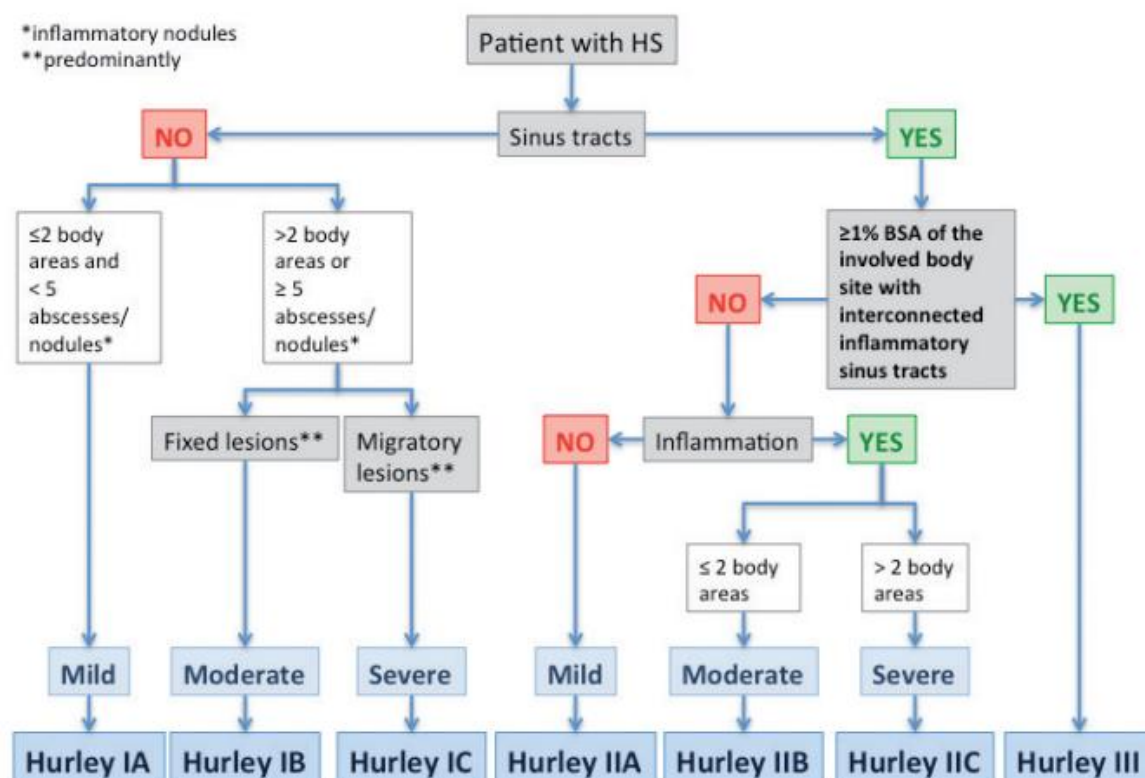 *inflammatory nodules
**predominantly
Patient with HS
NO
Sinus tracts
YES
≤2 body
areas and
< 5
abscesses/
nodules*
>2 body
areas or
≥ 5
abscesses/
nodules*
≥1% BSA of the
involved body
site with
interconnected
inflammatory
sinus tracts
NO
YES
Fixed lesions**
Migratory
lesions**
NO
Inflammation
YES
≤ 2 body
areas
> 2 body
areas
Mild
Moderate
Severe
Mild
Moderate
Severe
Hurley IA
Hurley IB
Hurley IC
Hurley IIA
Hurley IIB
Hurley IIC
Hurley III